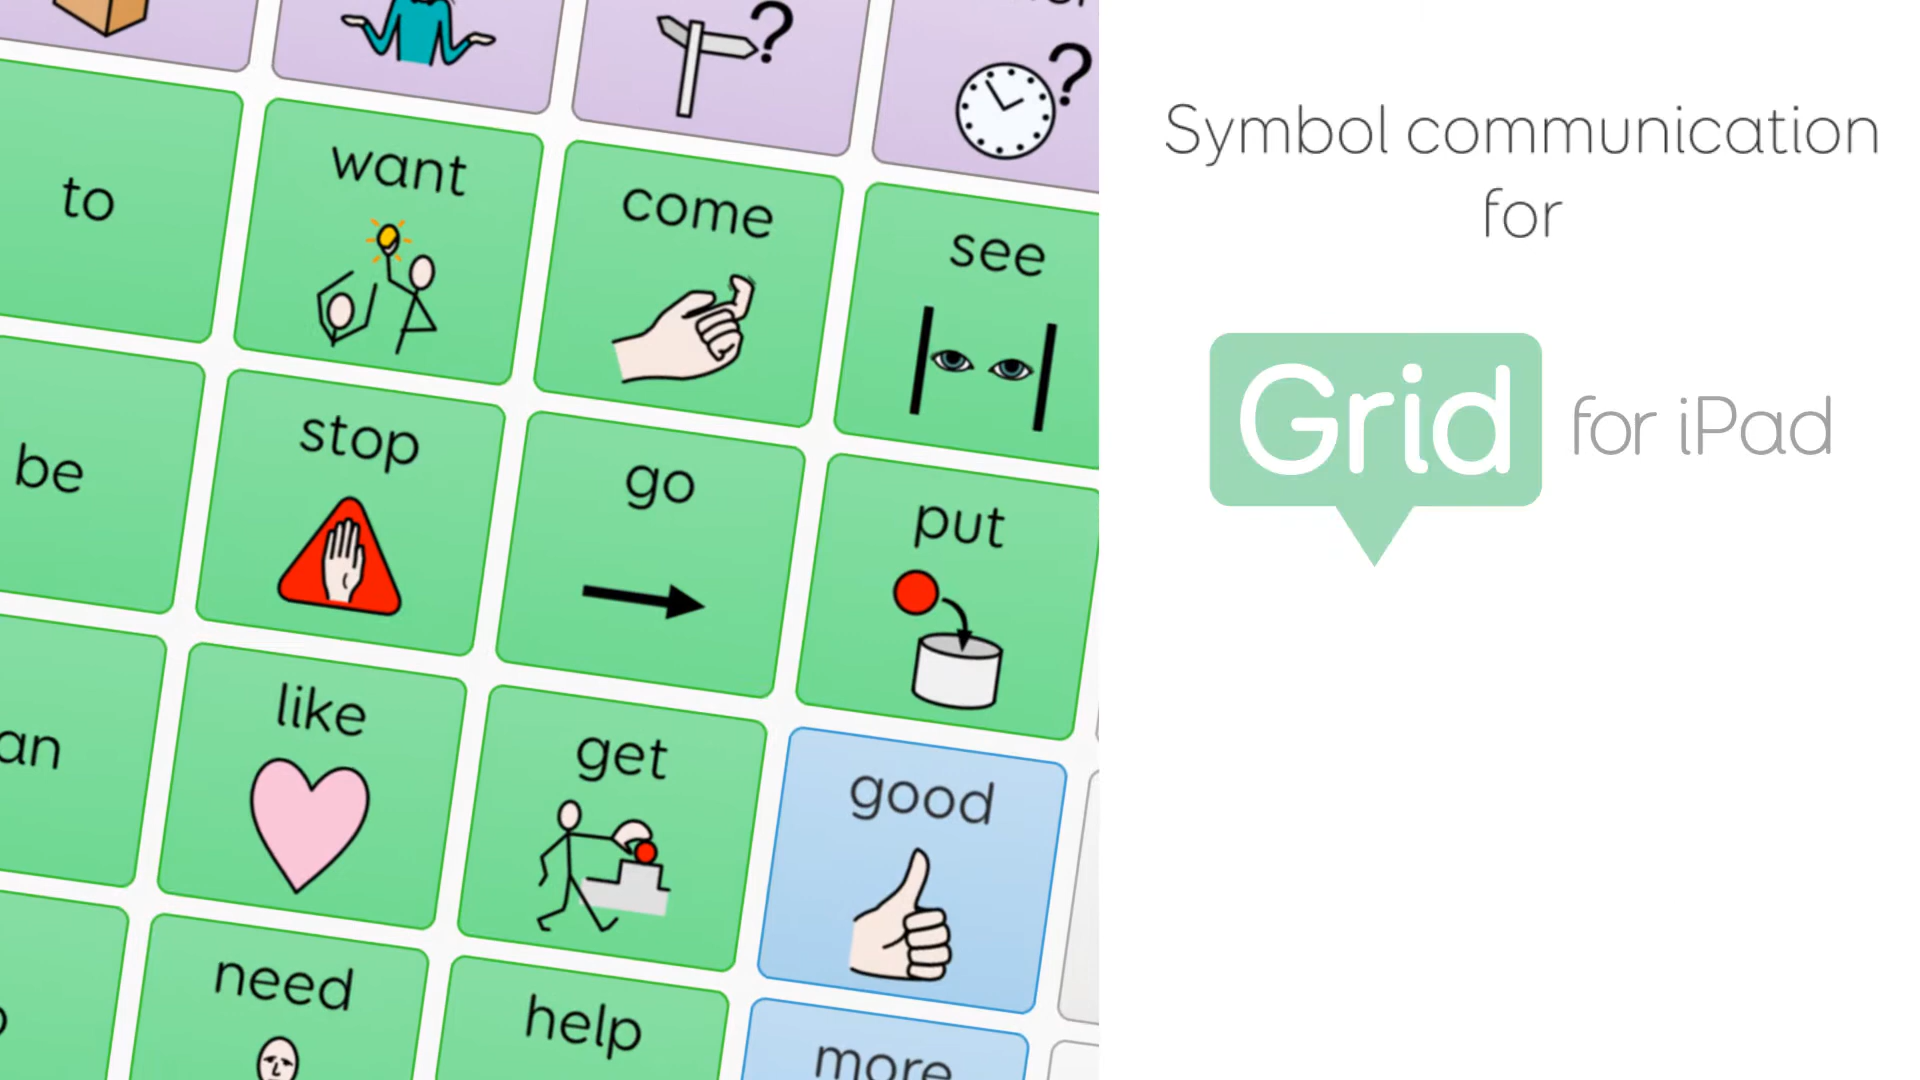 to
want
come
see
be
stop
go
put
like
get
good
need
help
more
Symbol communication
for
Grid for iPad